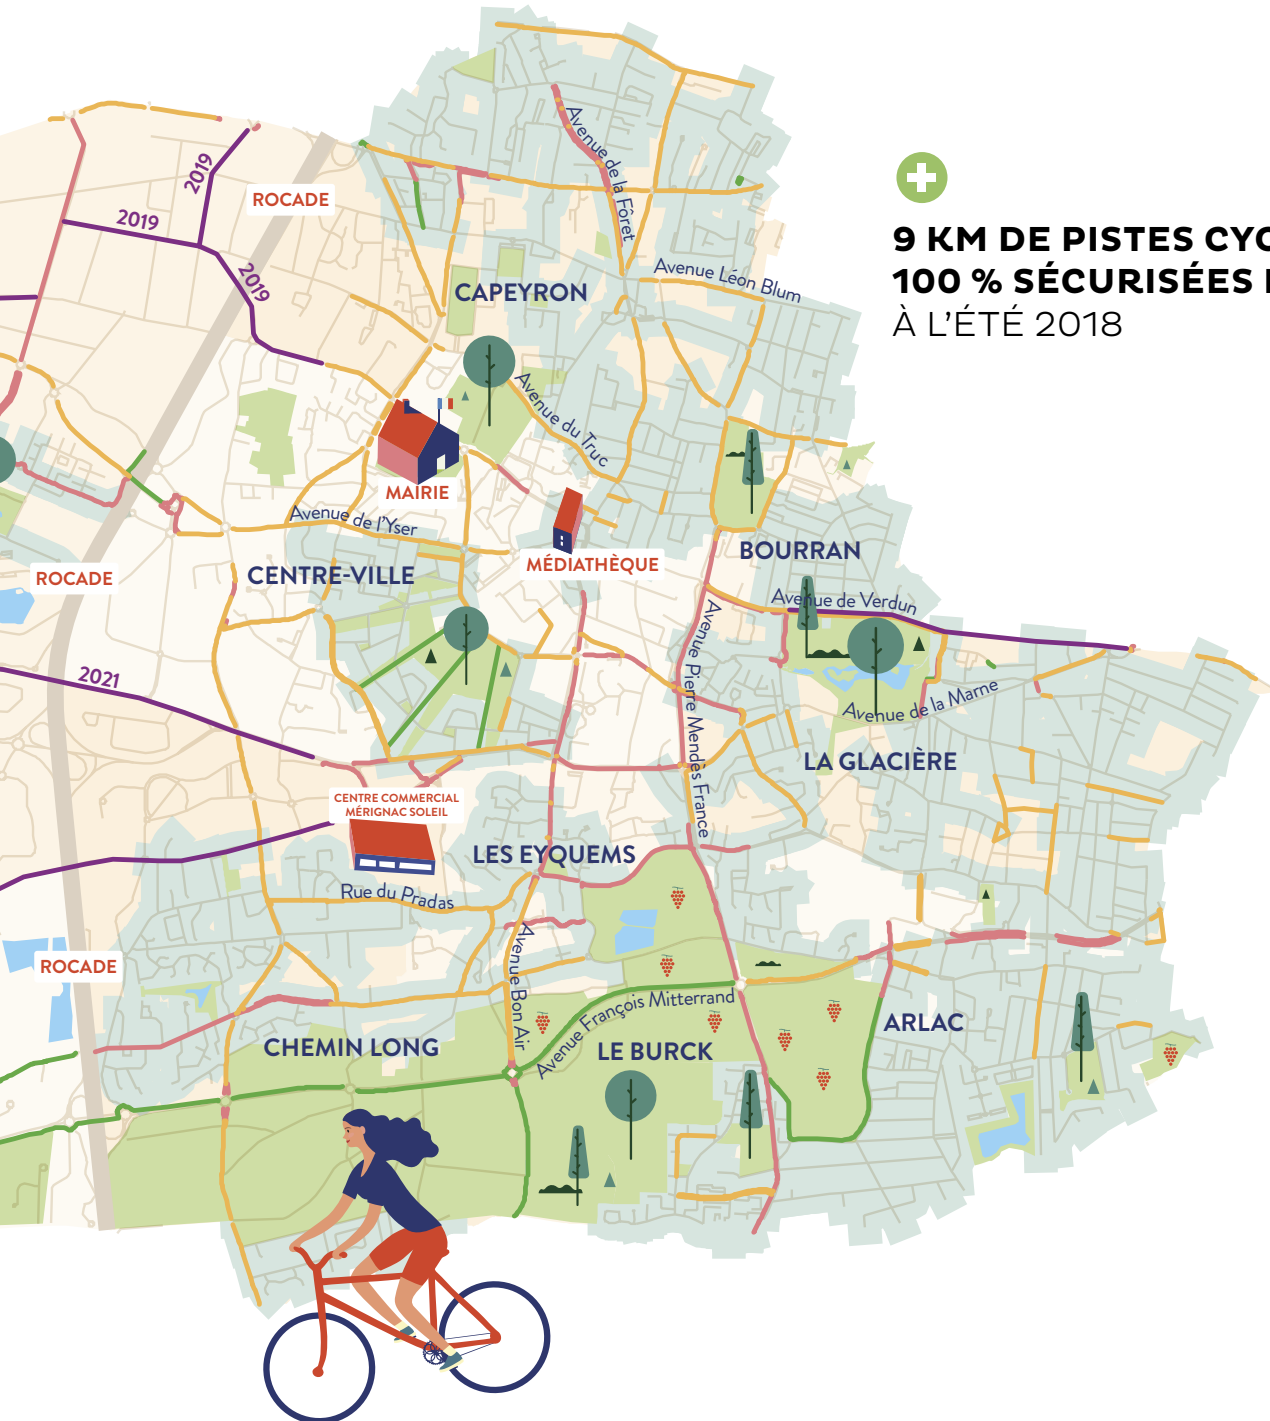 Avenue de la Fôret
2019
ROCADE
2019
2019
9 KM DE PISTES
100 % SÉCURISÉES
À L'ÉTÉ 2018
Avenue Léon Blum
CAPEYRON
Avenue du Truc
MAIRIE
Avenue de l'Yser
MÉDIATHÈQUE
BOURRAN
ROCADE
CENTRE-VILLE
Avenue de Verdun
Avenue Pierre Mendès France
2021
Avenue de la Marne
LA GLACIÈRE
CENTRE COMMERCIAL
MÉRIGNAC SOLEIL
LES EYQUEMS
Rue du Pradas
Avenue Bon Air
ROCADE
Avenue François Mitterrand
ARLAC
CHEMIN LONG
LE BURCK